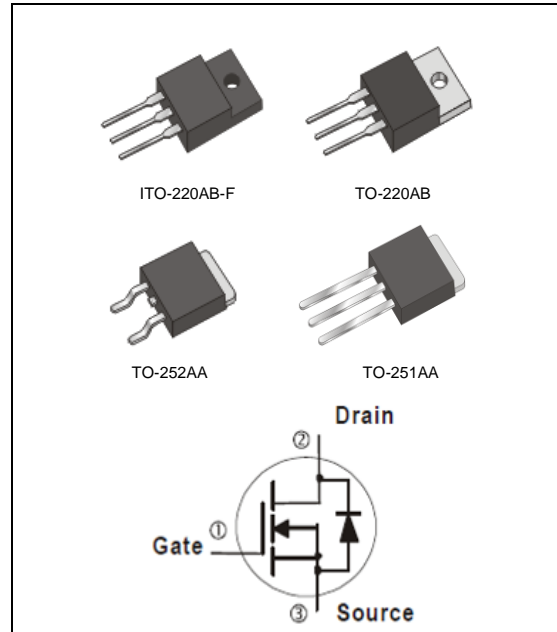 ITO-220AB-F
TO-220AB
TO-252AA
TO-251AA
Drain
②
①
Gate
③
Source